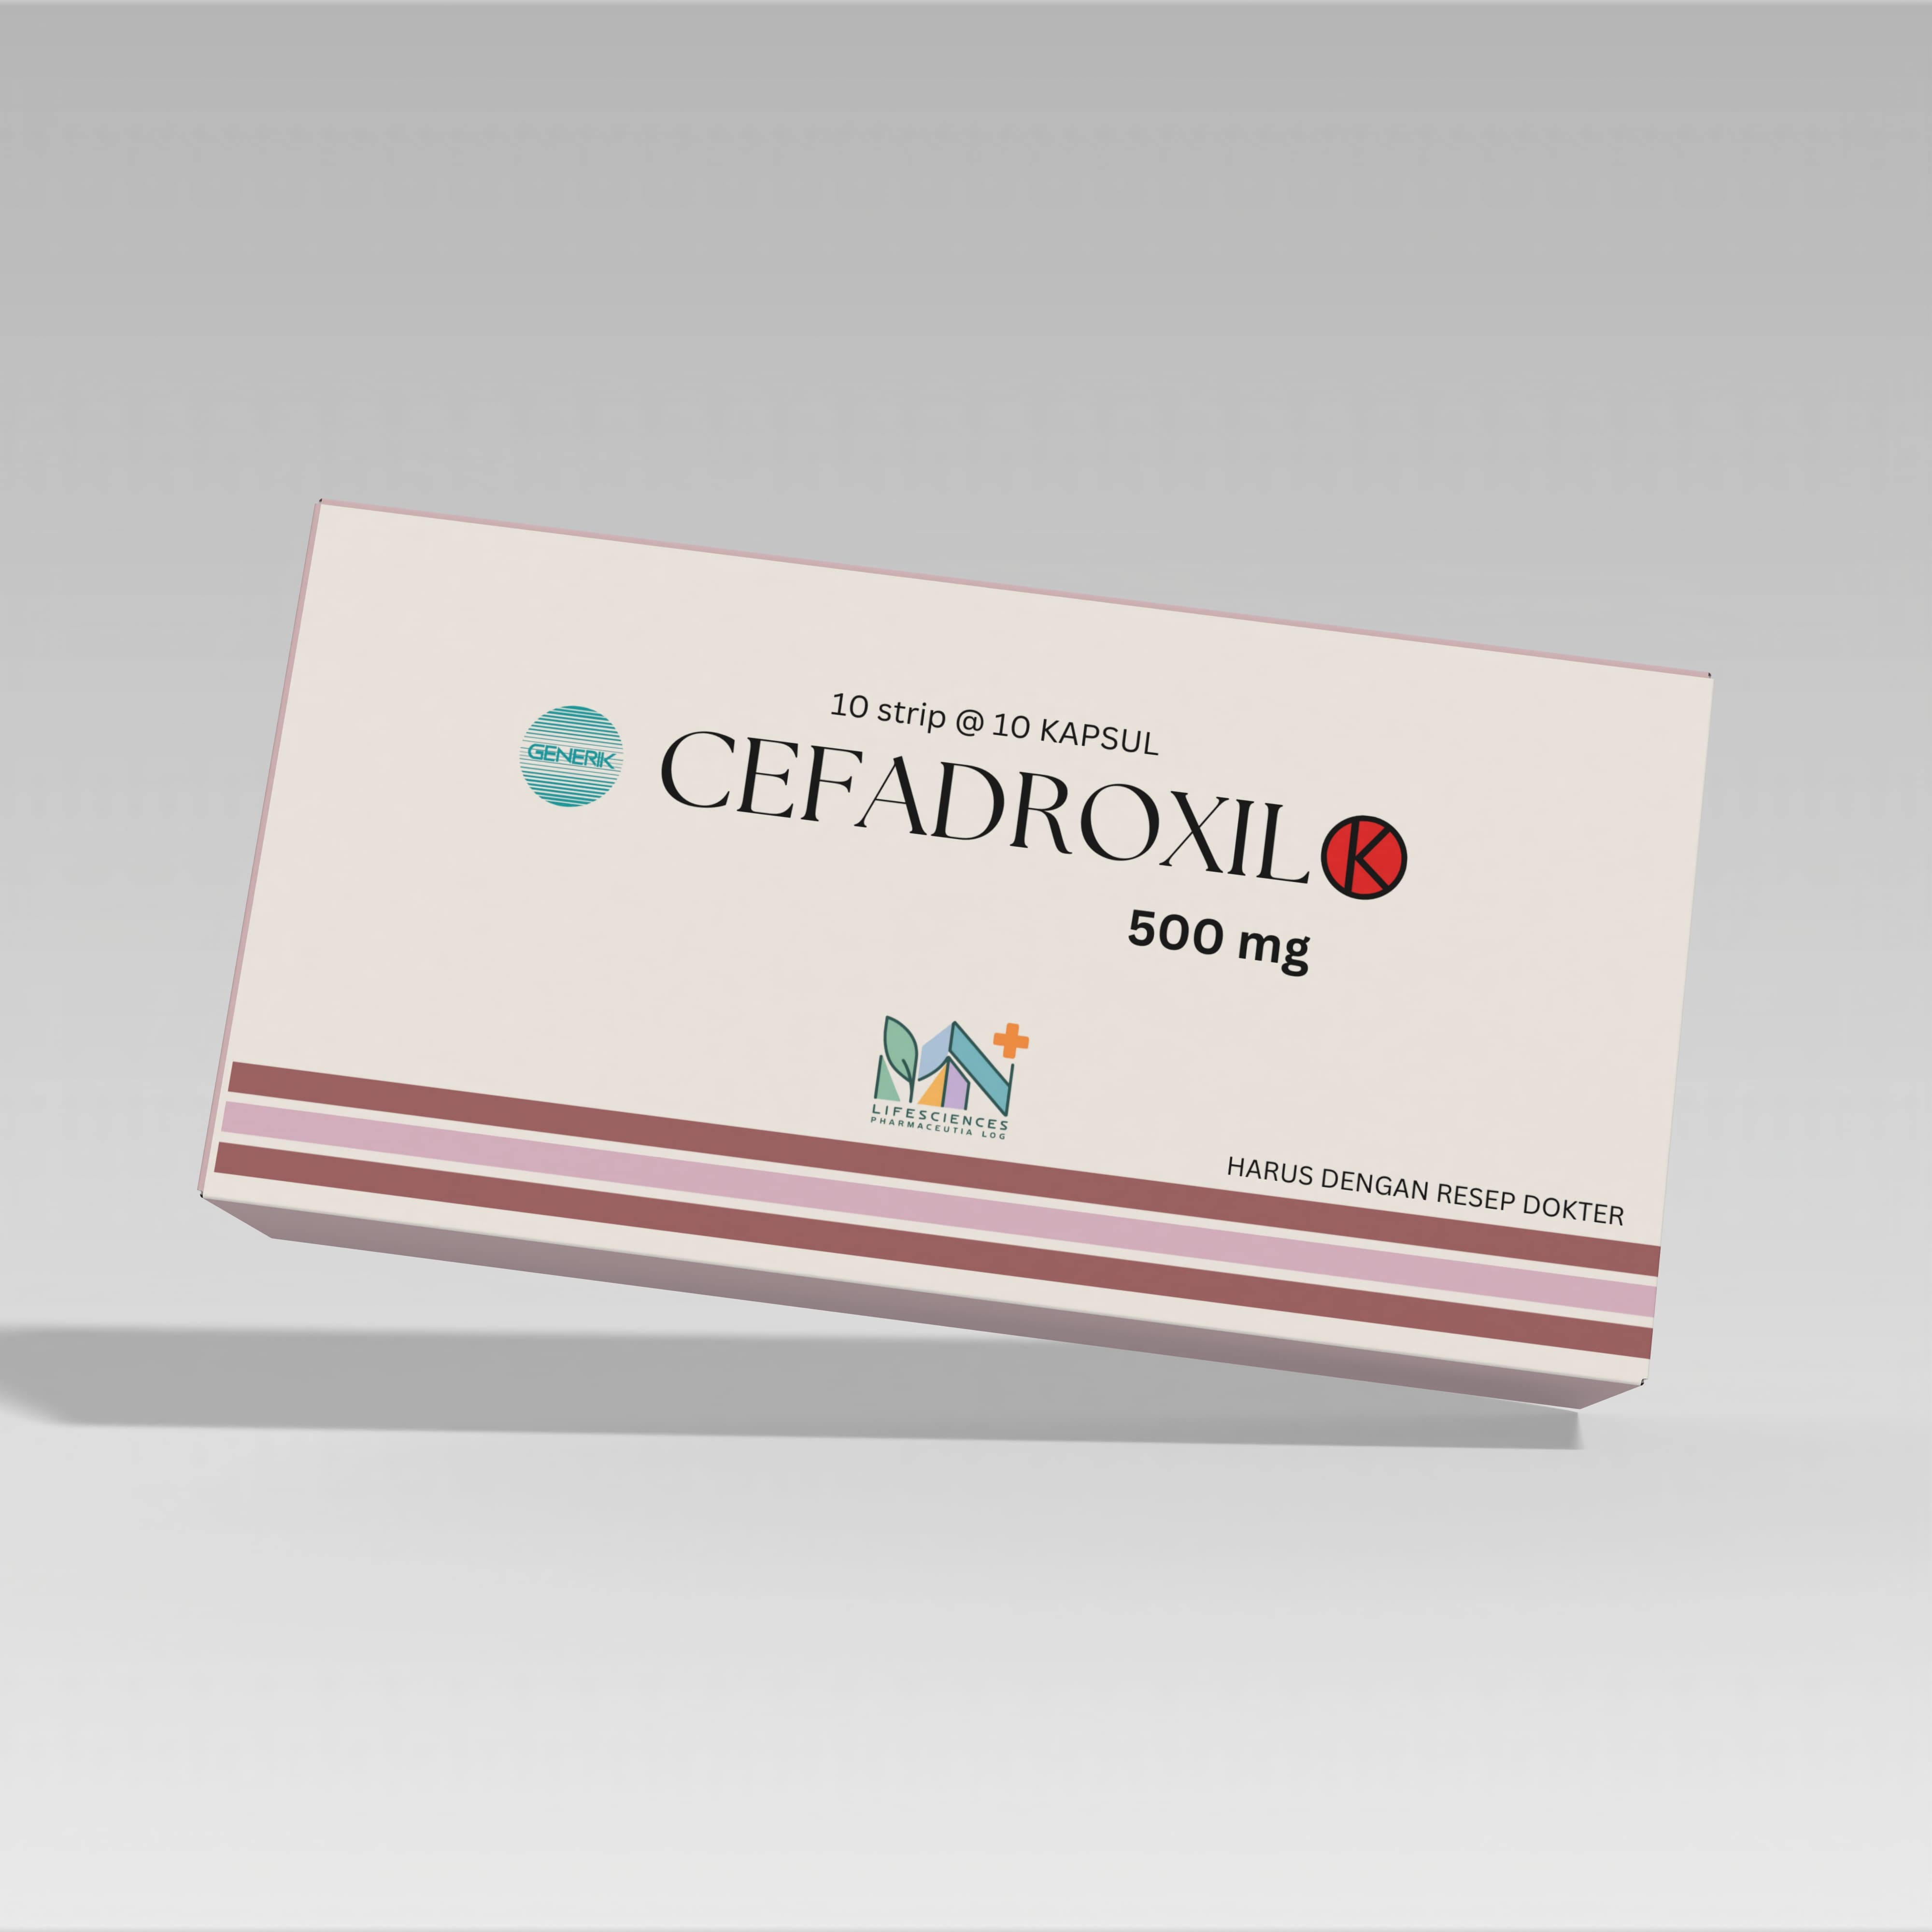 10 strip @ 10 KAPSUL
GENERIK
CEFADROXIL
K
500 mg
LIFESCIENCES
PHARMACEUTIA LOG
HARUS DENGAN RESEP DOKTER